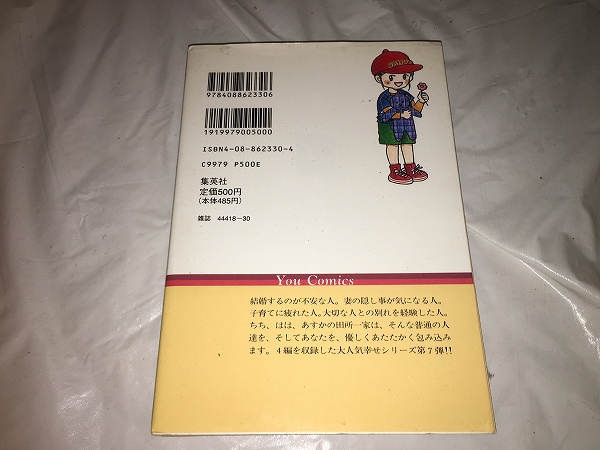 9784088623306
1919979005000
ISBN4-08-862330-4
C9979 P500E
集英社
定価500円
(本体485円)
雑誌 44418-30
You Comics
結婚するのが不安な人。妻の隠し事が気になる人。
子育てに疲れた人。大切な人との別れを経験した人。
ちち、はは、あすかの田所一家は、そんな普通の人
達を、そしてあなたを、優しくあたたかく包み込み
ます。4編を収録した大人気幸せシリーズ第7弾!!